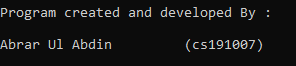 Program created and developed By :
Abrar Ul Abdin (cs191007)